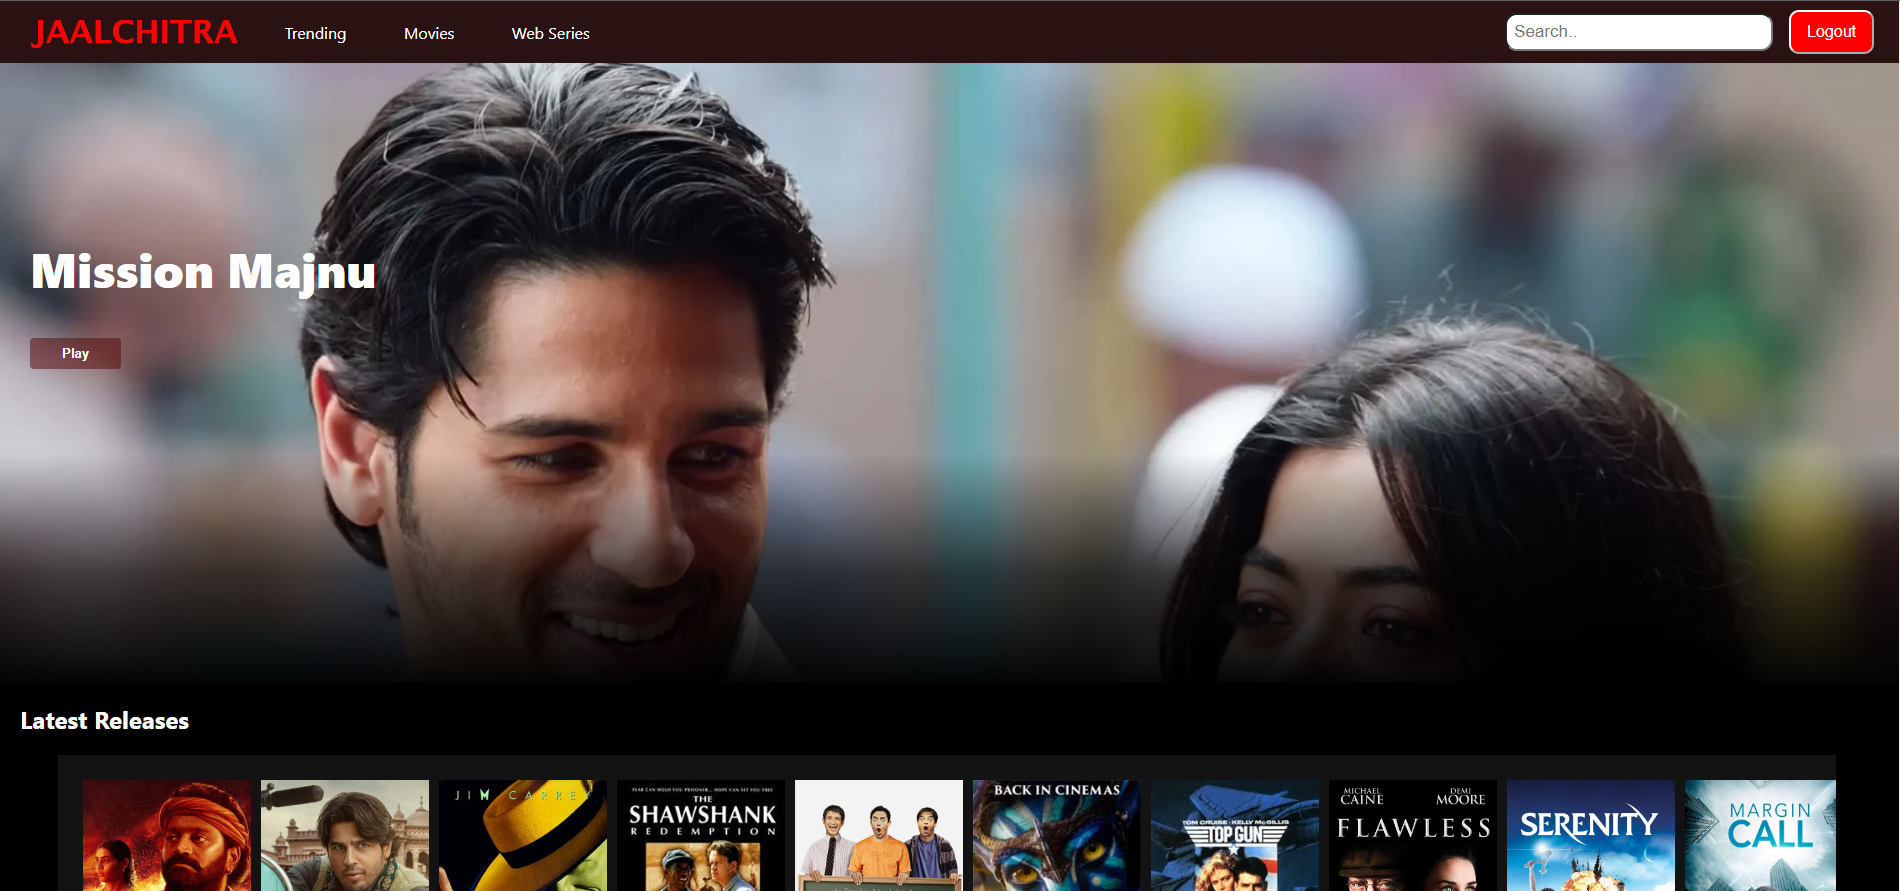 JAALCHITRA
Trending
Movies
Web Series
Search..
Logout
Mission Majnu
Play
Latest Releases
JIM CARREY
FEAR CAN HOLD YOU PRISONER... HOPE CAN SET YOU FREE
THE
SHAWSHANK
REDEMPTION
BACK IN CINEMAS
TOM CRUISE · KELLY McGILLIS
TOP GUN
MICHAEL
CAINE
DEMI
MOORE
FLAWLESS
SERENITY
MARGIN
CALL